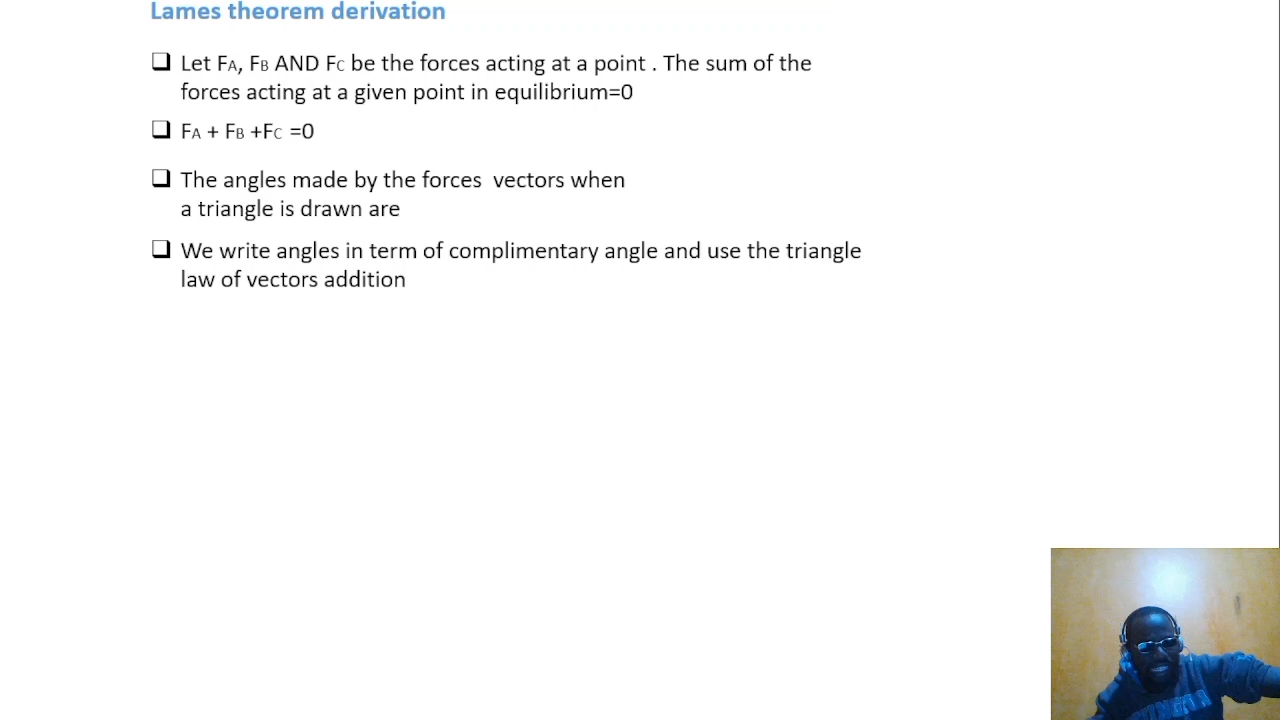 Lames theorem derivation
Let FA, FB AND FC be the forces acting at a point . The sum of the
forces acting at a given point in equilibrium=0
FA + FB +FC =0
The angles made by the forces  vectors when
a triangle is drawn are
We write angles in term of complimentary angle and use the triangle
law of vectors addition